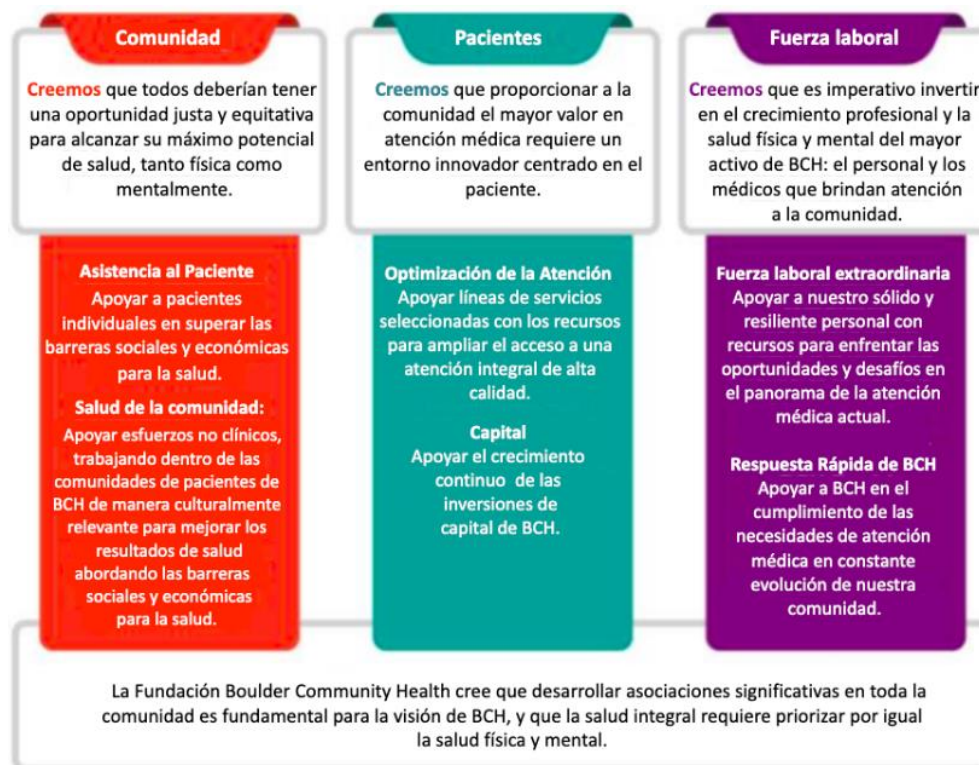 Comunidad
Creemos que todos deberían tener
una oportunidad justa y equitativa
para alcanzar su máximo potencial
de salud, tanto física como
mentalmente.
Asistencia al Paciente
Apoyar a pacientes
individuales en superar las
barreras sociales y económicas
para la salud.
Salud de la comunidad:
Apoyar esfuerzos no clínicos,
trabajando dentro de las
comunidades de pacientes de
BCH de manera culturalmente
relevante para mejorar los
resultados de salud
abordando las barreras
sociales y económicas
para la salud.
Pacientes
Creemos que proporcionar a la
comunidad el mayor valor en
atención médica requiere un
entorno innovador centrado en el
paciente.
Optimización de la Atención
Apoyar líneas de servicios
seleccionadas con los recursos
para ampliar el acceso a una
atención integral de alta
calidad.
Capital
Apoyar el crecimiento
continuo de las
inversiones de
capital de BCH.
Fuerza laboral
Creemos que es imperativo invertir
en el crecimiento profesional y la
salud física y mental del mayor
activo de BCH: el personal y los
médicos que brindan atención
a la comunidad.
Fuerza laboral extraordinaria
Apoyar a nuestro sólido y
resiliente personal con
recursos para enfrentar las
oportunidades y desafíos en
el panorama de la atención
médica actual.
Respuesta Rápida de BCH
Apoyar a BCH en el
cumplimiento de las
necesidades de atención
médica en constante
evolución de nuestra
comunidad.
La Fundación Boulder Community Health cree que desarrollar asociaciones significativas en toda la
comunidad es fundamental para la visión de BCH, y que la salud integral requiere priorizar por igual
la salud física y mental.